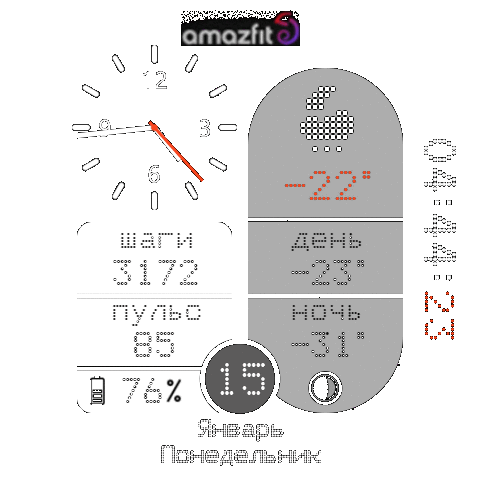 amazfit
12
9 3
6
-22°
шаги
3172
пульс
85
76%
день
-23°
ночь
-31°
15
Январь
Понедельник